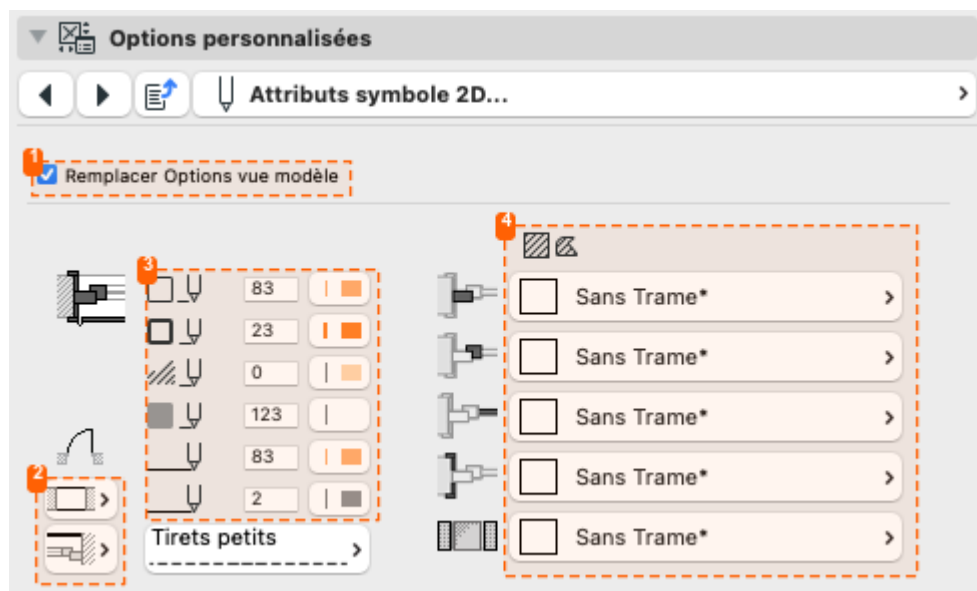 Options personnalisées
Attributs symbole 2D...
1
Remplacer Options vue modèle
4
3
83
Sans Trame*
23
Sans Trame*
0
123
Sans Trame*
83
2
Sans Trame*
2
Tirets petits
Sans Trame*